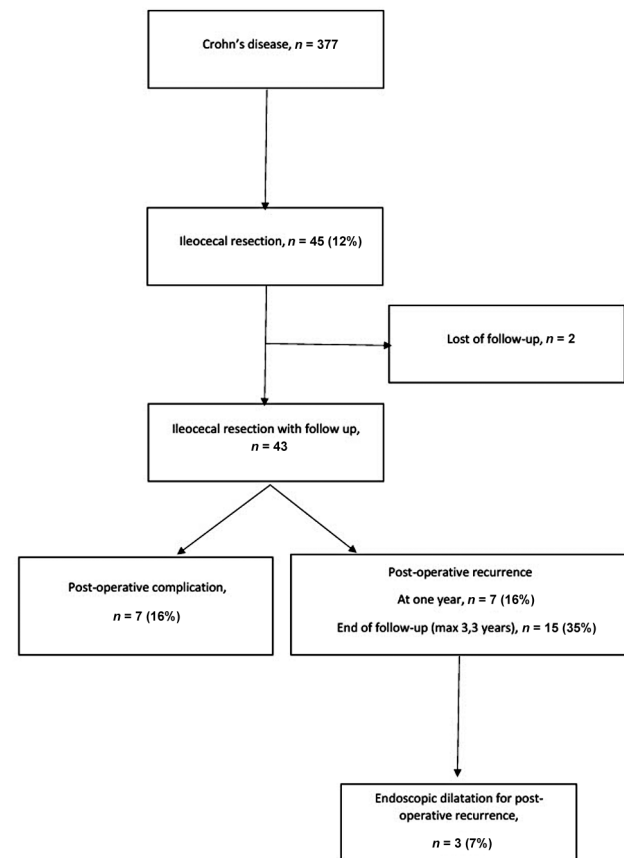 Crohn's disease, n = 377
Ileocecal resection, n = 45 (12%)
Lost of follow-up, n = 2
Ileocecal resection with follow up,
n = 43
Post-operative complication,
n = 7 (16%)
Post-operative recurrence
At one year, n = 7 (16%)
End of follow-up (max 3,3 years), n = 15 (35%)
Endoscopic dilatation for post-
operative recurrence,
n = 3 (7%)